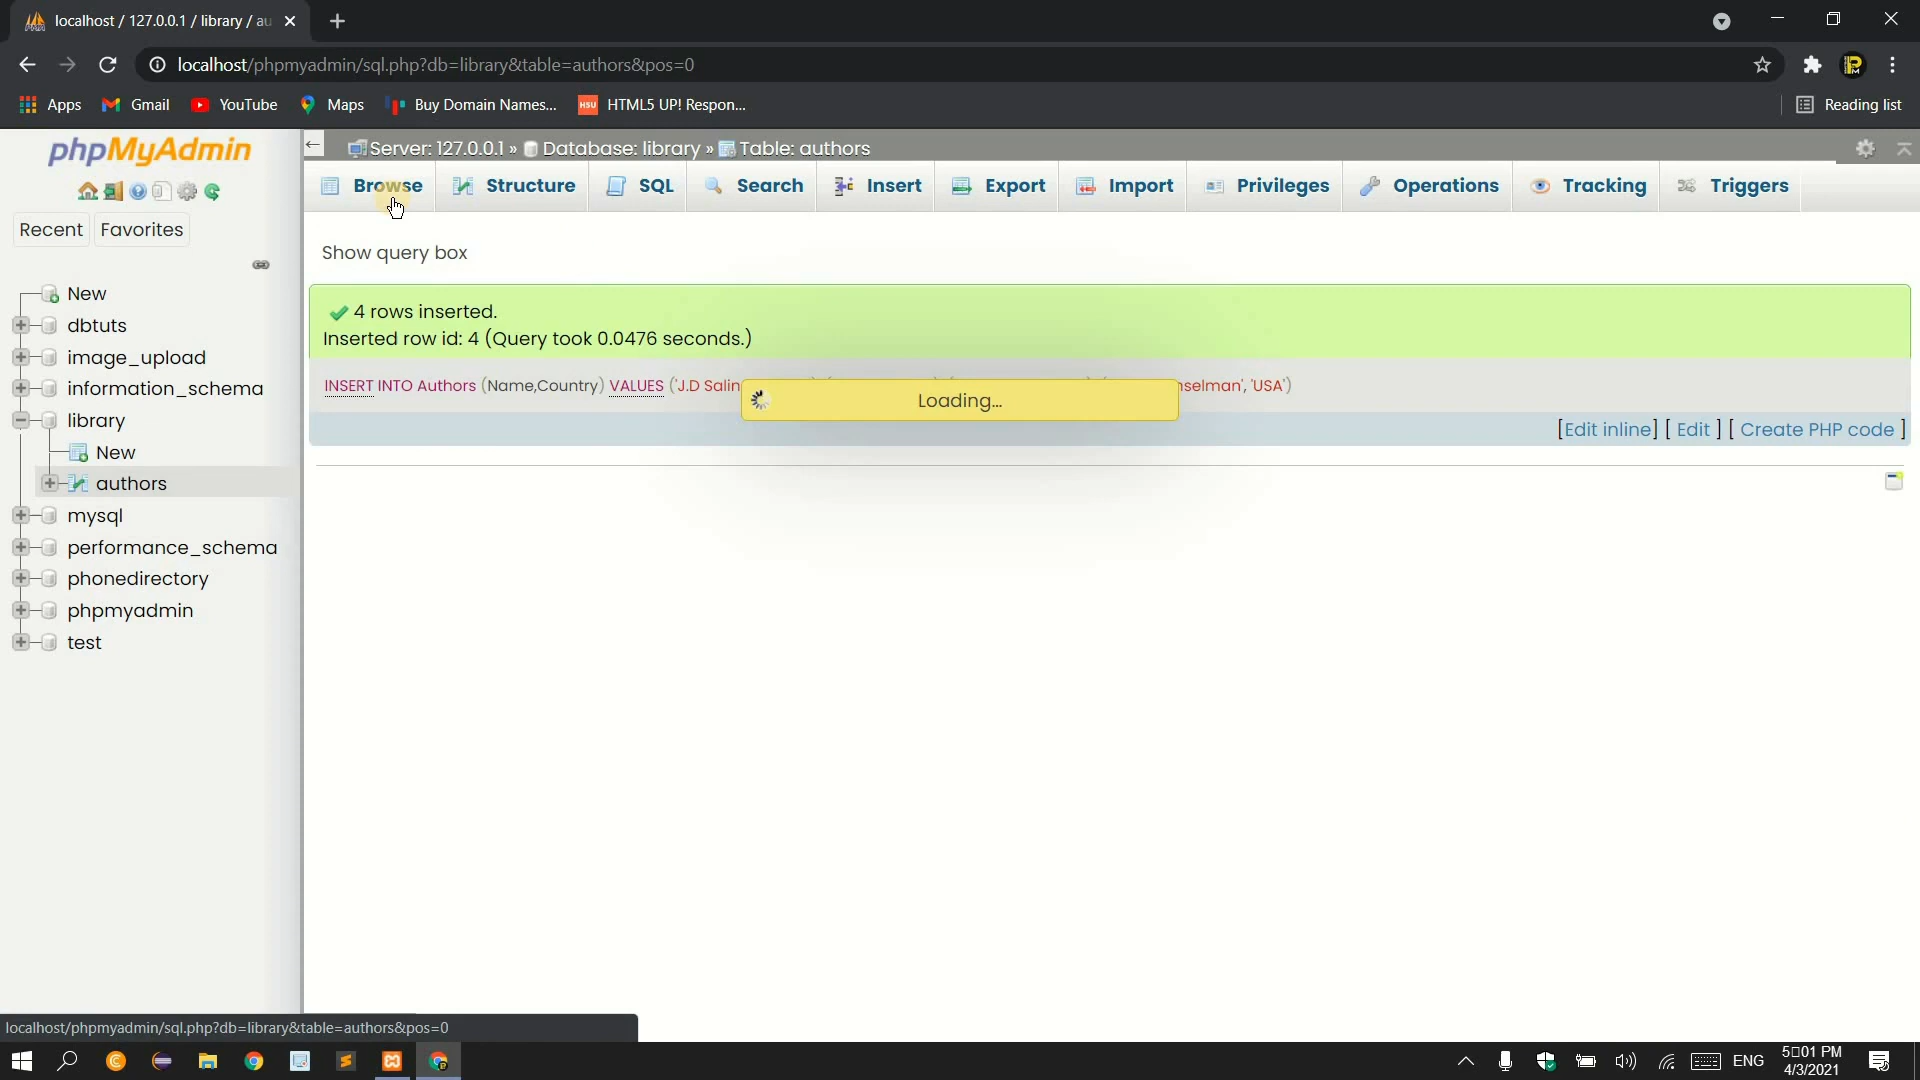 localhost / 127.0.0.1 / library / au
localhost/phpmyadmin/sql.php?db=library&table=authors&pos=0
Apps
Gmail
YouTube
Maps
Buy Domain Names...
HTML5 UP! Respon...
Reading list
phpMyAdmin
Recent
Favorites
New
dbtuts
image_upload
information_schema
library
New
authors
mysql
performance_schema
phonedirectory
phpmyadmin
test
Server: 127.0.0.1 » Database: library » Table: authors
Browse
Structure
SQL
Search
Insert
Export
Import
Privileges
Operations
Tracking
Triggers
Show query box
4 rows inserted.
Inserted row id: 4 (Query took 0.0476 seconds.)
INSERT INTO Authors (Name,Country) VALUES ('J.D Salin nselman', 'USA')
Loading...
[Edit inline] [ Edit ] [ Create PHP code ]
localhost/phpmyadmin/sql.php?db=library&table=authors&pos=0
ENG
5:01 PM
4/3/2021